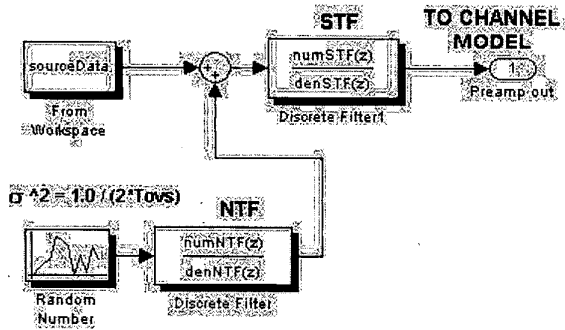 STF
TO CHANNEL
MODEL
sourceData
From
Workspace
+
+
numSTF(z)
denSTF(z)
Discrete Filter1
1
Preamp out
σ ^2 = 1.0 / (2*Tovs)
NTF
Random
Number
numNTF(z)
denNTF(z)
Discrete Filter